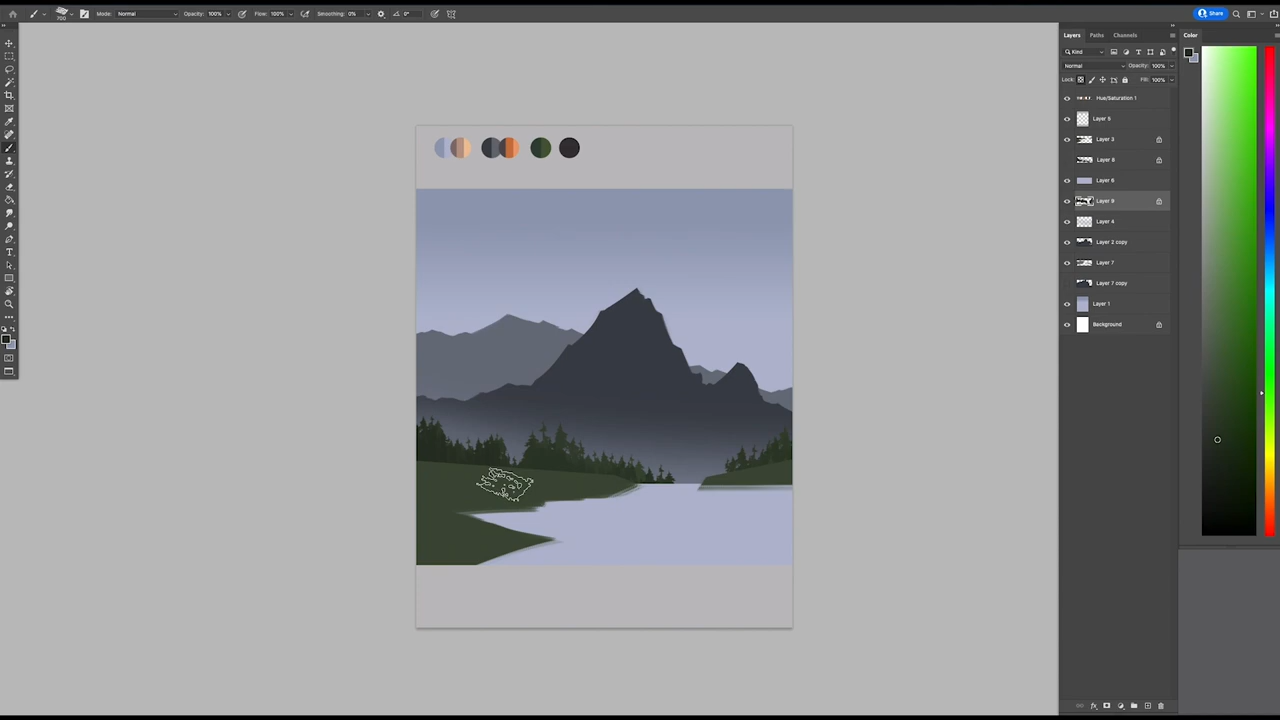 700 Mode: Normal Opacity: 100% Flow: 100% Smoothing: 0% 0° Share
Layers Paths Channels Color
Kind
Normal Opacity: 100%
Lock: Fill: 100%
Hue/Saturation 1
Layer 5
Layer 3
Layer 8
Layer 6
Layer 9
Layer 4
Layer 2 copy
Layer 7
Layer 7 copy
Layer 1
Background